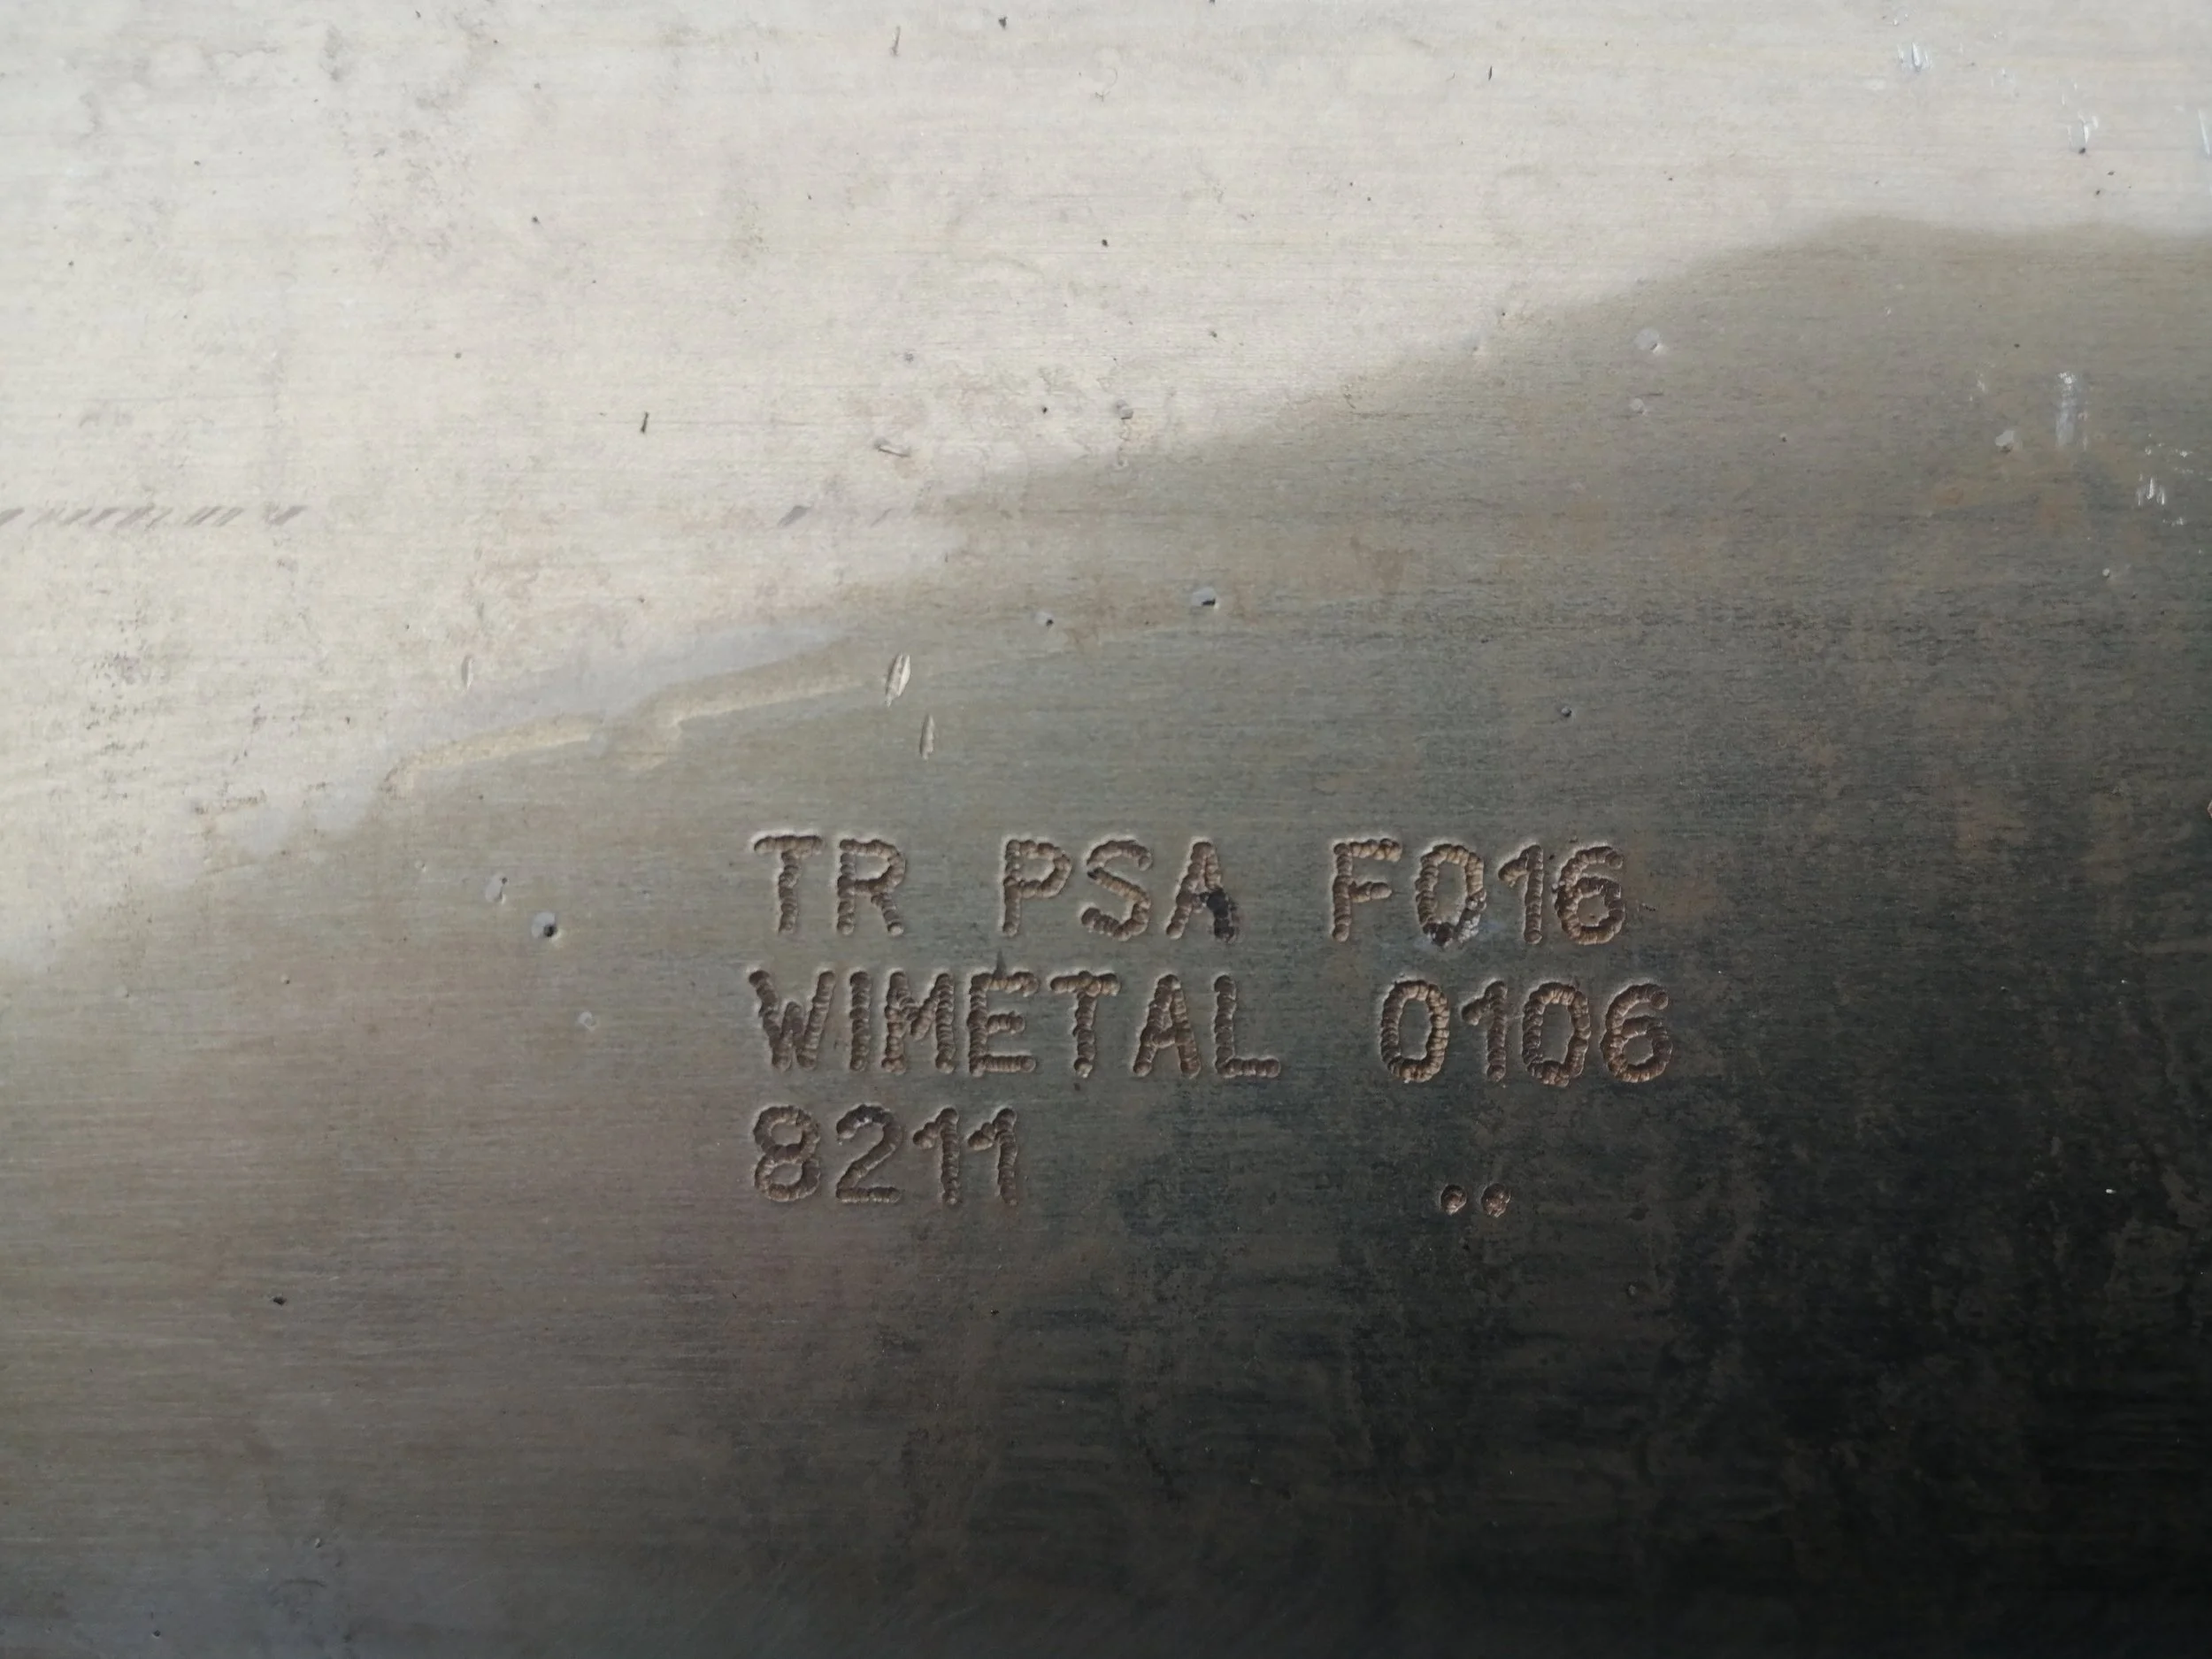 TR PSA F016
WIMETAL 0106
8211 ..